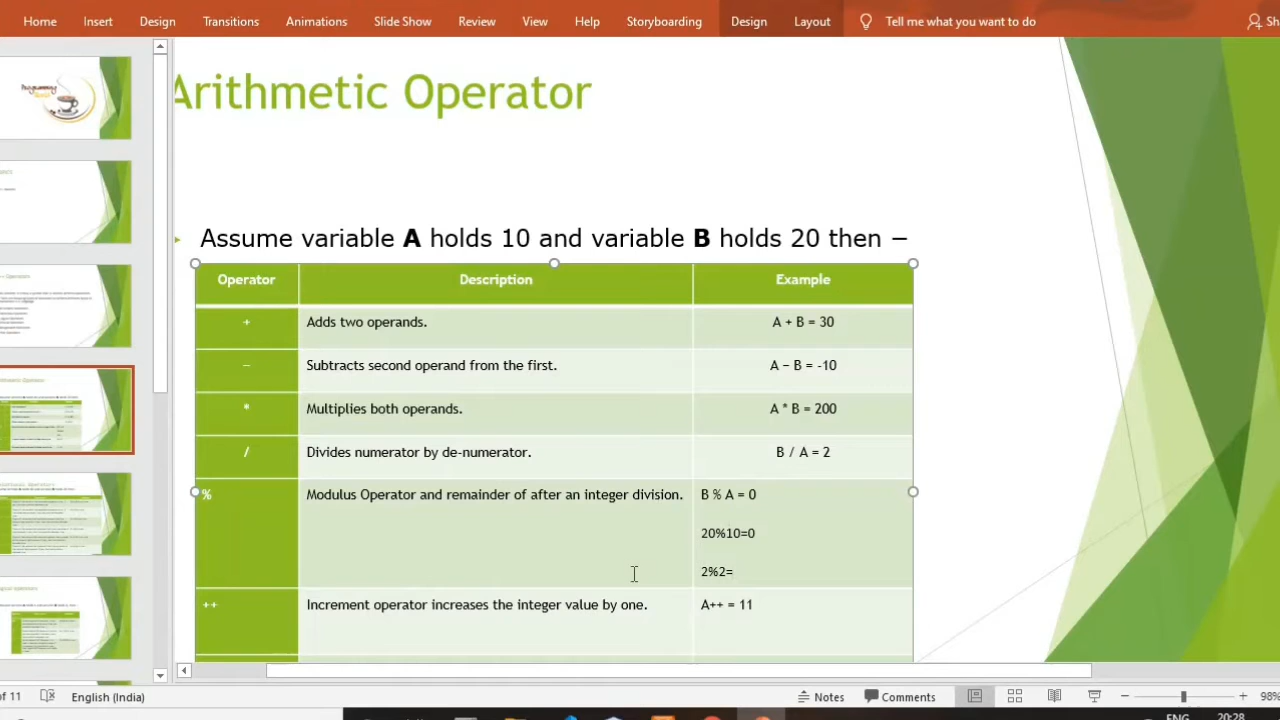 Home Insert Design Transitions Animations Slide Show Review View Help Storyboarding Design Layout Tell me what you want to do Sh
Arithmetic Operator
Assume variable A holds 10 and variable B holds 20 then −
Operator Description Example
+ Adds two operands. A + B = 30
− Subtracts second operand from the first. A − B = -10
* Multiplies both operands. A * B = 200
/ Divides numerator by de-numerator. B / A = 2
% Modulus Operator and remainder of after an integer division. B % A = 0
20%10=0
2%2=
++ Increment operator increases the integer value by one. A++ = 11
of 11 English (India) Notes Comments 98%
ENG 20:28